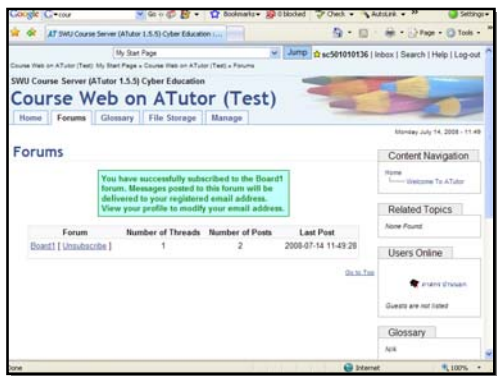 Google
Go
Bookmarks
0 blocked
Check
AutoLink
Settings
SWU Course Server (ATutor 1.5.5) Cyber Education :...
Page
Tools
My Start Page
Jump
sc501010136 | Inbox | Search | Help | Log-out
Course Web on ATutor (Test): My Start Page » Course Web on ATutor (Test) » Forums
SWU Course Server (ATutor 1.5.5) Cyber Education
Course Web on ATutor (Test)
Home Forums Glossary File Storage Manage
Monday July 14, 2008 - 11:49
Forums
You have successfully subscribed to the Board1
forum. Messages posted to this forum will be
delivered to your registered email address.
View your profile to modify your email address.
Forum Number of Threads Number of Posts Last Post
Board1 [ Unsubscribe ] 1 2 2008-07-14 11:49:28
Go to Top
Content Navigation
Home
Welcome To ATutor
Related Topics
None Found
Users Online
Guests are not listed
Glossary
N/A
Internet
100%